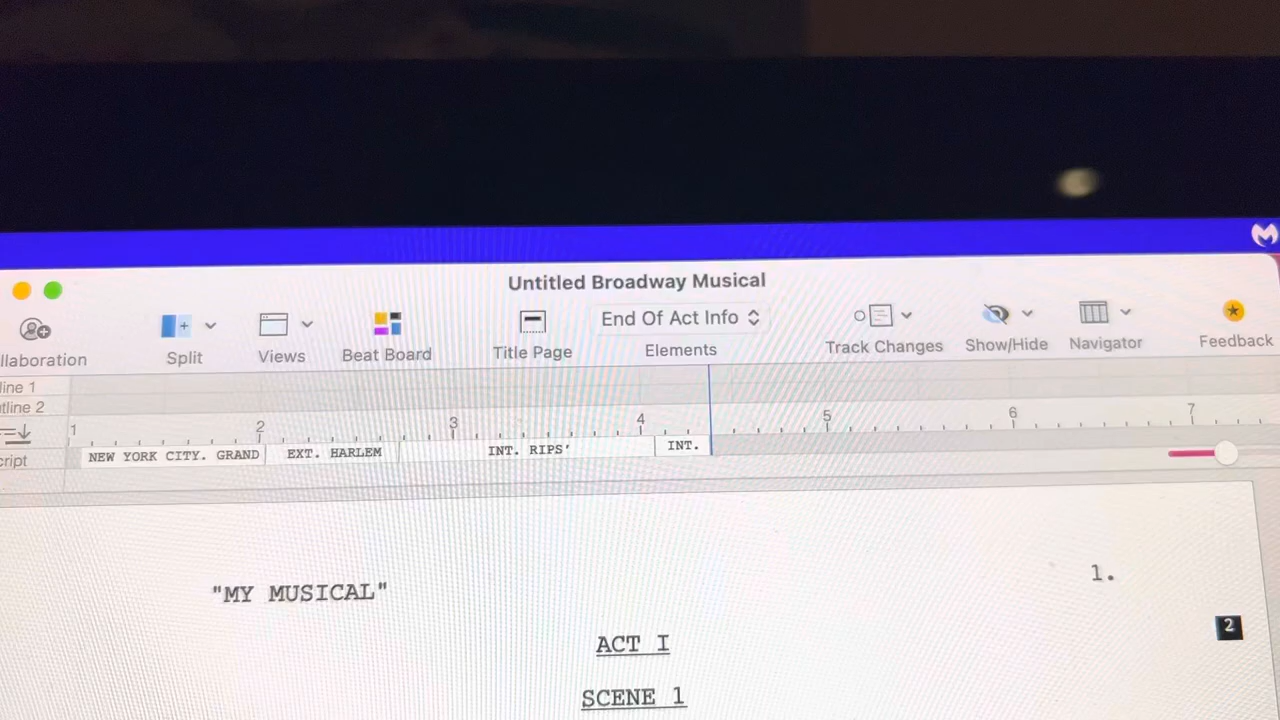 Untitled Broadway Musical
End Of Act Info
llaboration Split Views Beat Board Title Page Elements Track Changes Show/Hide Navigator Feedback
line 1
tline 2
1 2 3 4 5 6 7
cript NEW YORK CITY. GRAND EXT. HARLEM INT. RIPS' INT.
"MY MUSICAL" 1.
2
ACT I
SCENE 1